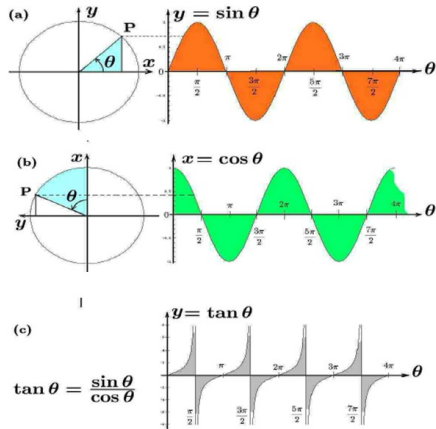 (a) y P y = sin θ
θ x π 2π 3π 4π θ
π/2 3π/2 5π/2 7π/2
(b) x x = cos θ
P θ y π 2π 3π 4π θ
π/2 3π/2 5π/2 7π/2
(c) y = tan θ
π 2π 3π 4π θ
tan θ = sin θ/cos θ
π/2 3π/2 5π/2 7π/2